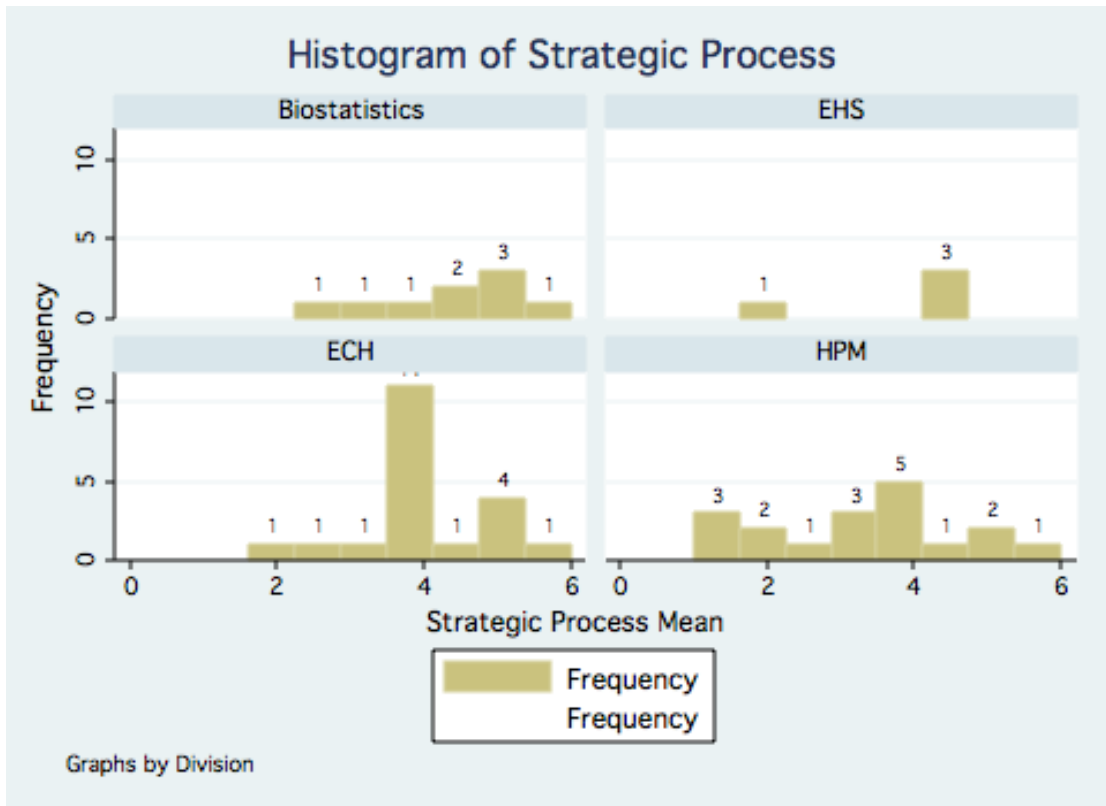 Histogram of Strategic Process
Biostatistics
EHS
Frequency
10
5
0
1 1 1 2 3 1
1 3
ECH
HPM
10
5
0
1 1 1 1 4 1
3 2 1 3 5 1 2 1
0 2 4 6
0 2 4 6
Strategic Process Mean
Frequency
Frequency
Graphs by Division